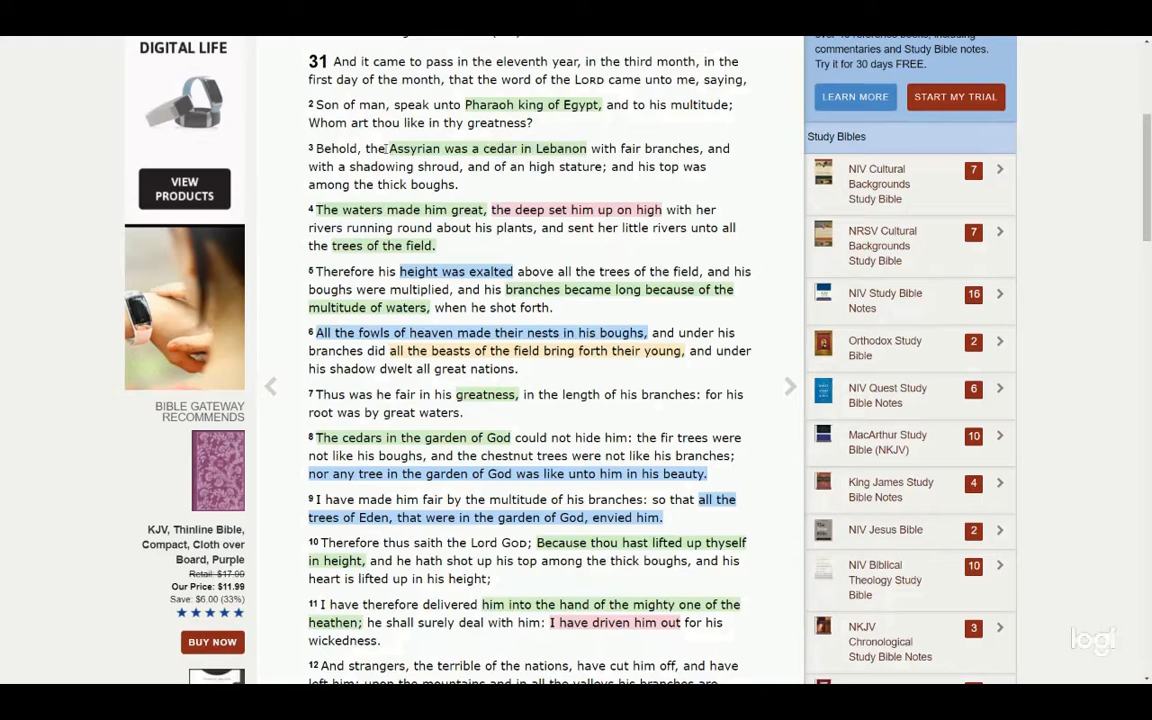 DIGITAL LIFE
VIEW
PRODUCTS
BIBLE GATEWAY
RECOMMENDS
KJV, Thinline Bible,
Compact, Cloth over
Board, Purple
Retail: $17.99
Our Price: $11.99
Save: $6.00 (33%)
BUY NOW
31 And it came to pass in the eleventh year, in the third month, in the
first day of the month, that the word of the LORD came unto me, saying,
2 Son of man, speak unto Pharaoh king of Egypt, and to his multitude;
Whom art thou like in thy greatness?
3 Behold, the Assyrian was a cedar in Lebanon with fair branches, and
with a shadowing shroud, and of an high stature; and his top was
among the thick boughs.
4 The waters made him great, the deep set him up on high with her
rivers running round about his plants, and sent her little rivers unto all
the trees of the field.
5 Therefore his height was exalted above all the trees of the field, and his
boughs were multiplied, and his branches became long because of the
multitude of waters, when he shot forth.
6 All the fowls of heaven made their nests in his boughs, and under his
branches did all the beasts of the field bring forth their young, and under
his shadow dwelt all great nations.
7 Thus was he fair in his greatness, in the length of his branches: for his
root was by great waters.
8 The cedars in the garden of God could not hide him: the fir trees were
not like his boughs, and the chestnut trees were not like his branches;
nor any tree in the garden of God was like unto him in his beauty.
9 I have made him fair by the multitude of his branches: so that all the
trees of Eden, that were in the garden of God, envied him.
10 Therefore thus saith the Lord GOD; Because thou hast lifted up thyself
in height, and he hath shot up his top among the thick boughs, and his
heart is lifted up in his height;
11 I have therefore delivered him into the hand of the mighty one of the
heathen; he shall surely deal with him: I have driven him out for his
wickedness.
12 And strangers, the terrible of the nations, have cut him off, and have
left him: upon the mountains and in all the valleys his branches are
commentaries and Study Bible notes.
Try it for 30 days FREE.
LEARN MORE
START MY TRIAL
Study Bibles
NIV Cultural
Backgrounds
Study Bible
7
NRSV Cultural
Backgrounds
Study Bible
7
NIV Study Bible
Notes
16
Orthodox Study
Bible
2
NIV Quest Study
Bible Notes
6
MacArthur Study
Bible (NKJV)
10
King James Study
Bible Notes
4
NIV Jesus Bible
2
NIV Biblical
Theology Study
Bible
10
NKJV
Chronological
Study Bible Notes
3
logi